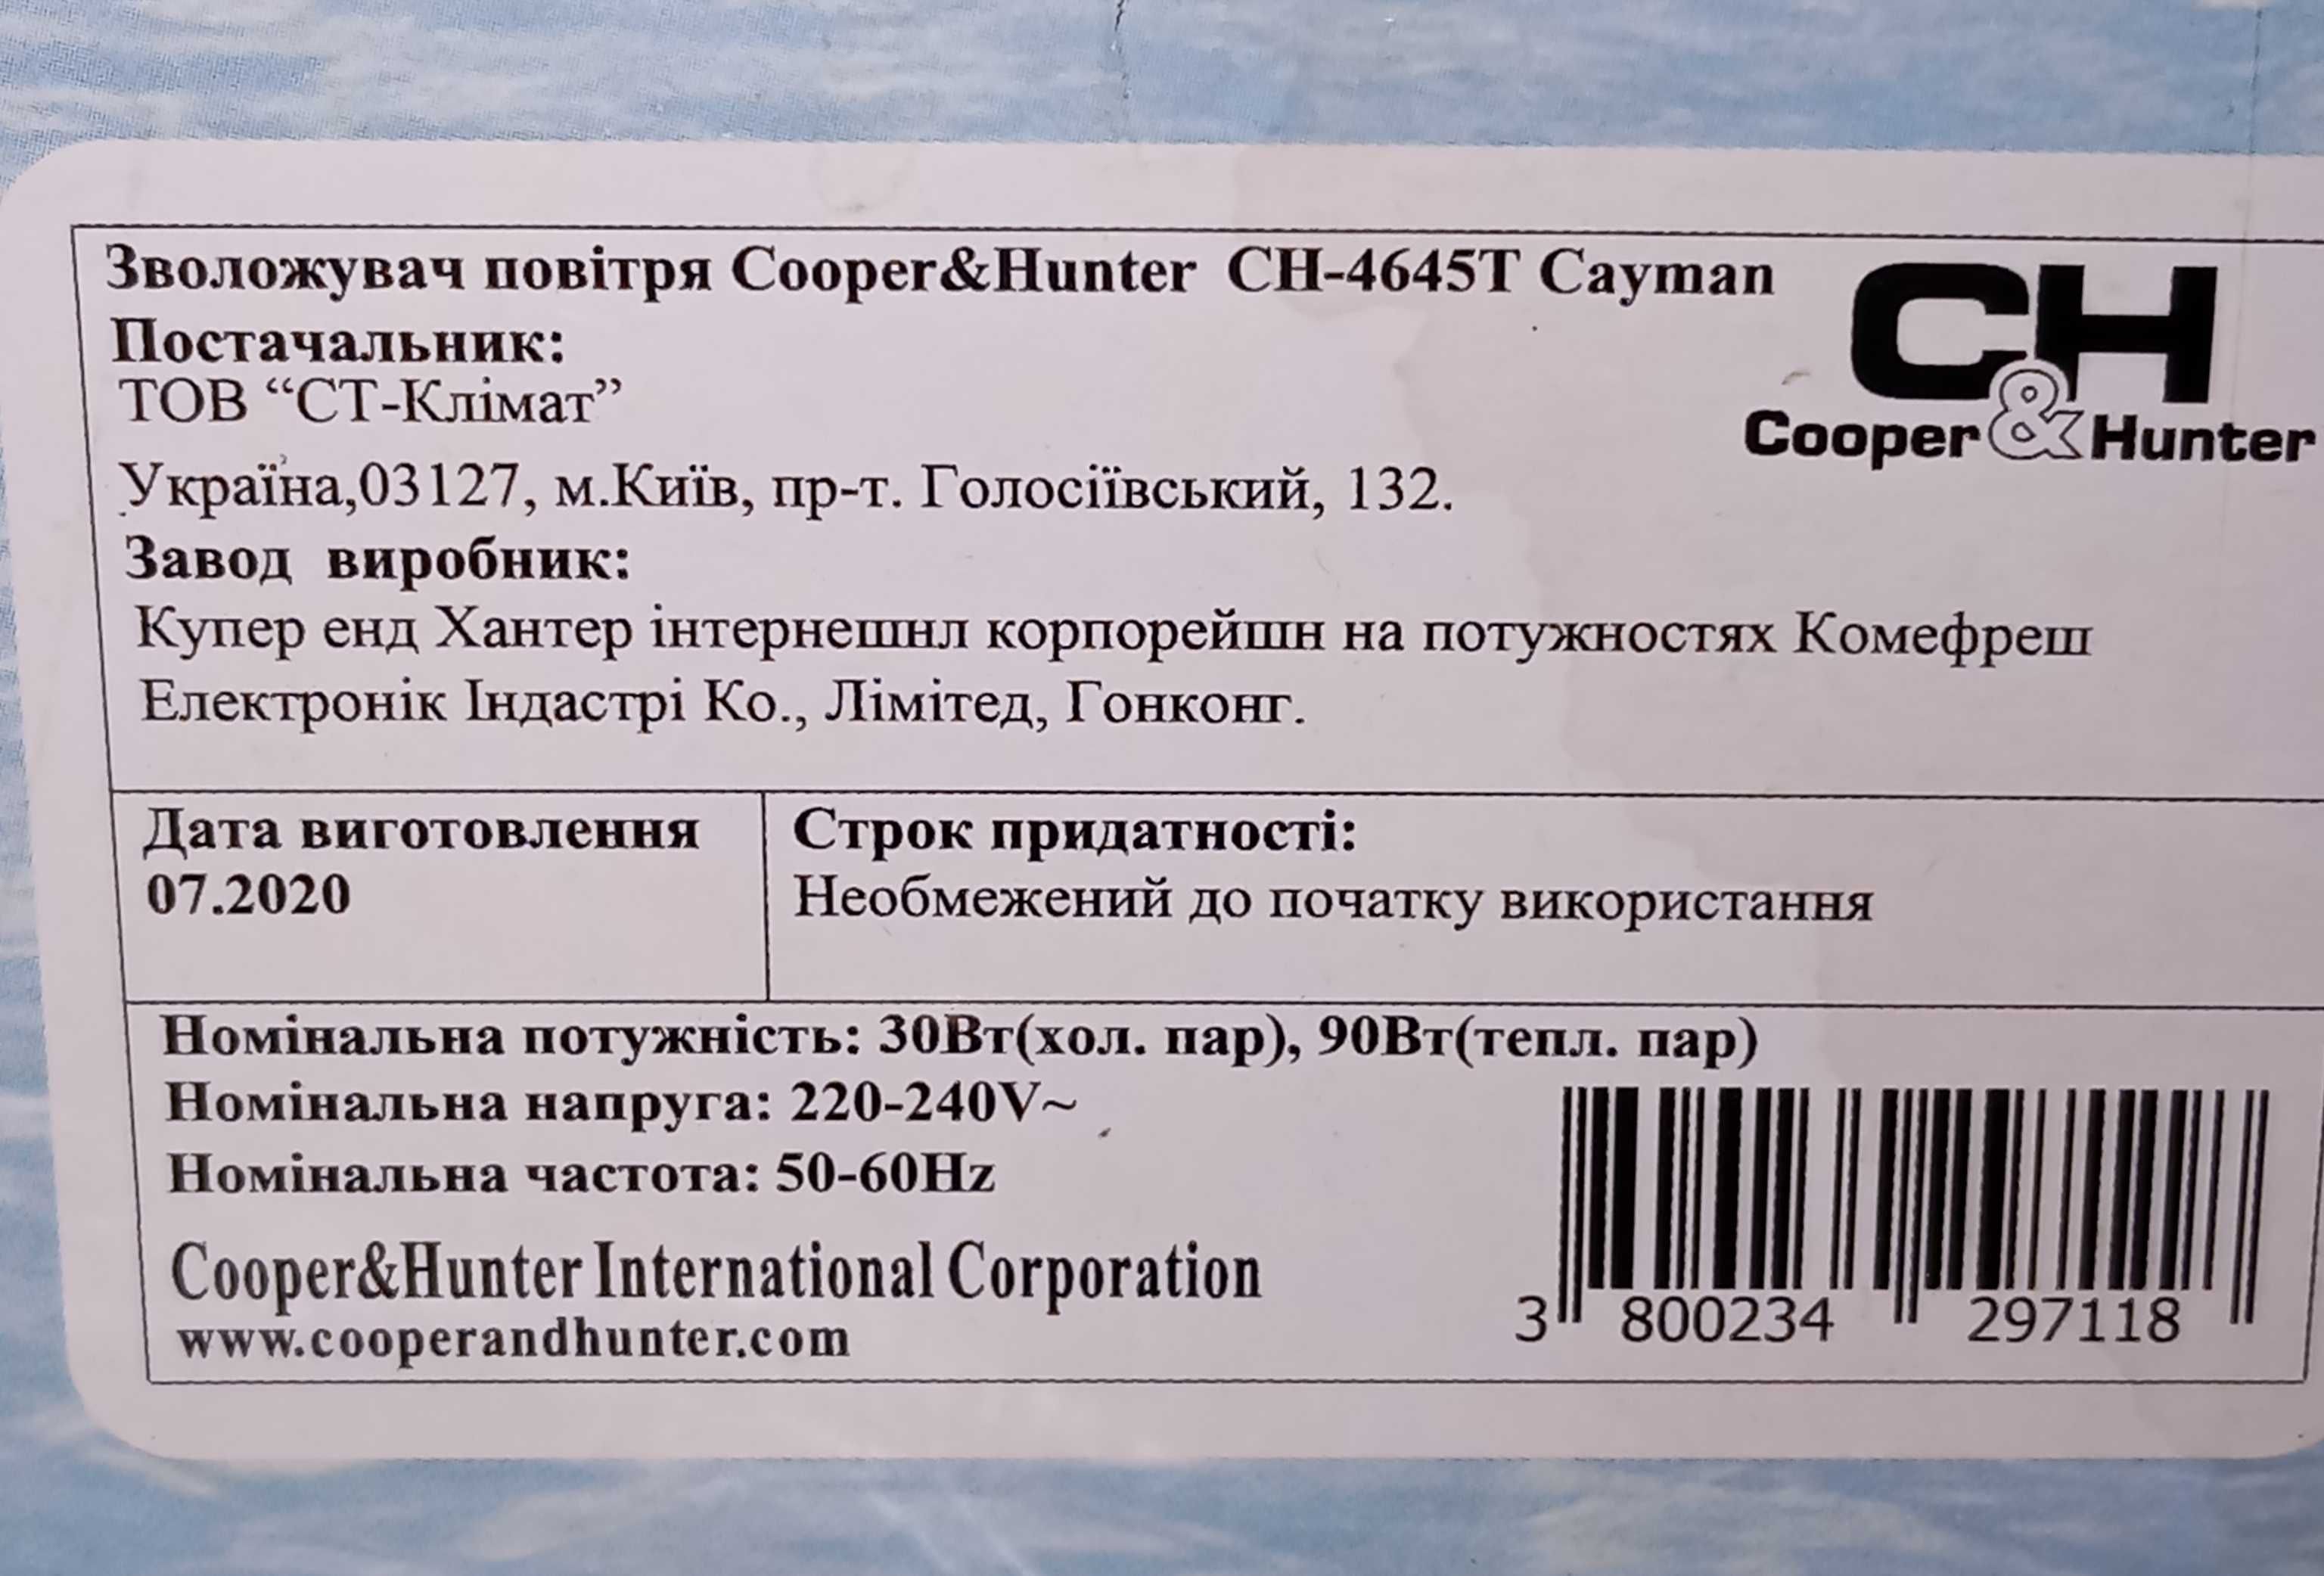 Зволожувач повітря Cooper&Hunter CH-4645T Cayman
CH
Cooper & Hunter
Постачальник:
ТОВ “СТ-Клімат”
Україна,03127, м.Київ, пр-т. Голосіївський, 132.
Завод виробник:
Купер енд Хантер інтернешнл корпорейшн на потужностях Комефреш
Електронік Індастрі Ко., Лімітед, Гонконг.
Дата виготовлення
07.2020
Строк придатності:
Необмежений до початку використання
Номінальна потужність: 30Вт(хол. пар), 90Вт(тепл. пар)
Номінальна напруга: 220-240V~
Номінальна частота: 50-60Hz
Cooper&Hunter International Corporation
www.cooperandhunter.com
3 800234 297118